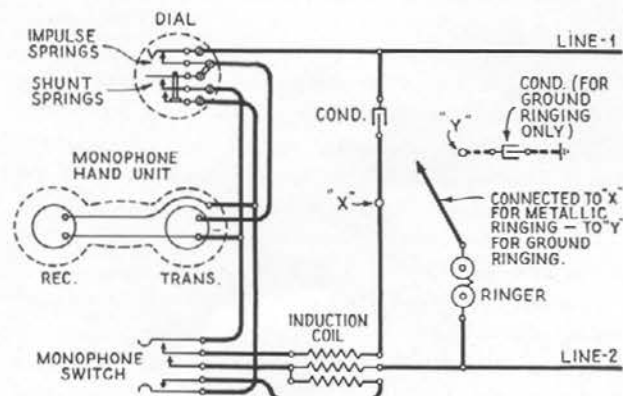 DIAL
IMPULSE
SPRINGS
SHUNT
SPRINGS
LINE-1
COND. (FOR
GROUND
RINGING
ONLY)
COND.
"Y"
MONOPHONE
HAND UNIT
"X"
CONNECTED TO "X"
FOR METALLIC
RINGING — TO "Y"
FOR GROUND
RINGING.
REC.
TRANS.
RINGER
INDUCTION
COIL
MONOPHONE
SWITCH
LINE-2